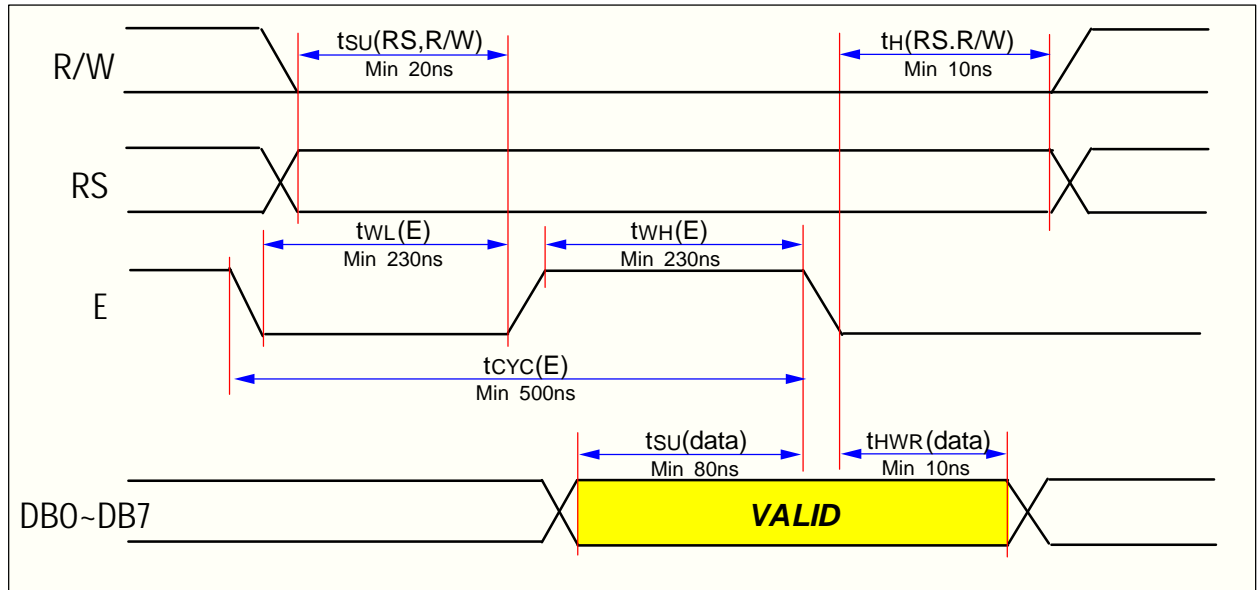 R/W
tSU(RS,R/W)
Min 20ns
tH(RS.R/W)
Min 10ns
RS
tWL(E)
Min 230ns
tWH(E)
Min 230ns
E
tCYC(E)
Min 500ns
tSU(data)
Min 80ns
tHWR(data)
Min 10ns
DB0~DB7
VALID